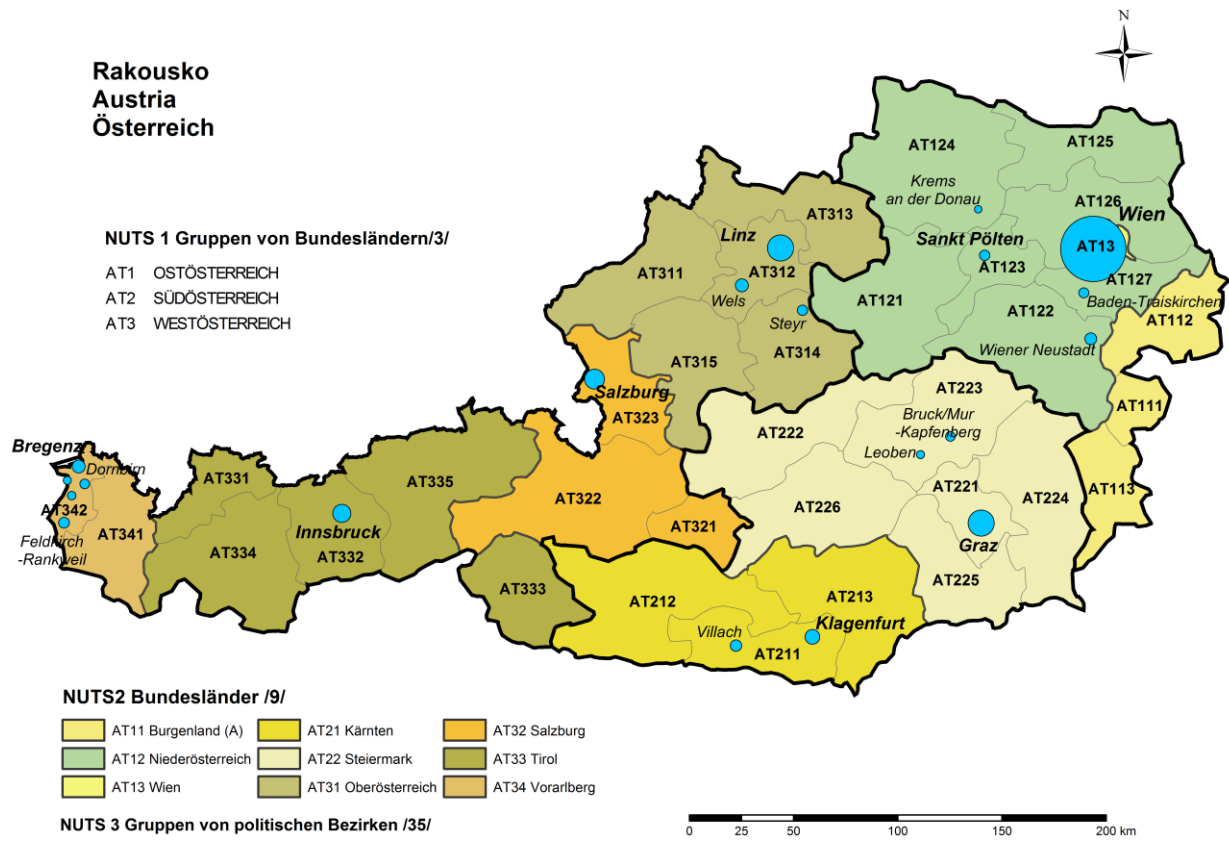 N
Rakousko
Austria
Österreich
NUTS 1 Gruppen von Bundesländern/3/
AT1 OSTÖSTERREICH
AT2 SÜDÖSTERREICH
AT3 WESTÖSTERREICH
AT124
AT125
Krems
an der Donau
AT126
Wien
AT313
Linz
Sankt Pölten
AT13
AT311
AT312
AT123
AT127
Wels
AT121
Baden-Traiskirchen
Steyr
AT122
AT112
Wiener Neustadt
AT315
AT314
AT223
Salzburg
AT323
Bruck/Mur
-Kapfenberg
AT111
AT222
Leoben
Bregenz
Dornbirn
AT331
AT335
AT221
AT113
AT342
AT341
AT322
AT321
AT226
AT224
Innsbruck
Feldkirch
-Rankweil
AT334
AT332
Graz
AT333
AT225
AT212
AT213
Villach
Klagenfurt
AT211
NUTS2 Bundesländer /9/
AT11 Burgenland (A)
AT21 Kärnten
AT32 Salzburg
AT12 Niederösterreich
AT22 Steiermark
AT33 Tirol
AT13 Wien
AT31 Oberösterreich
AT34 Vorarlberg
NUTS 3 Gruppen von politischen Bezirken /35/
0 25 50 100 150 200 km